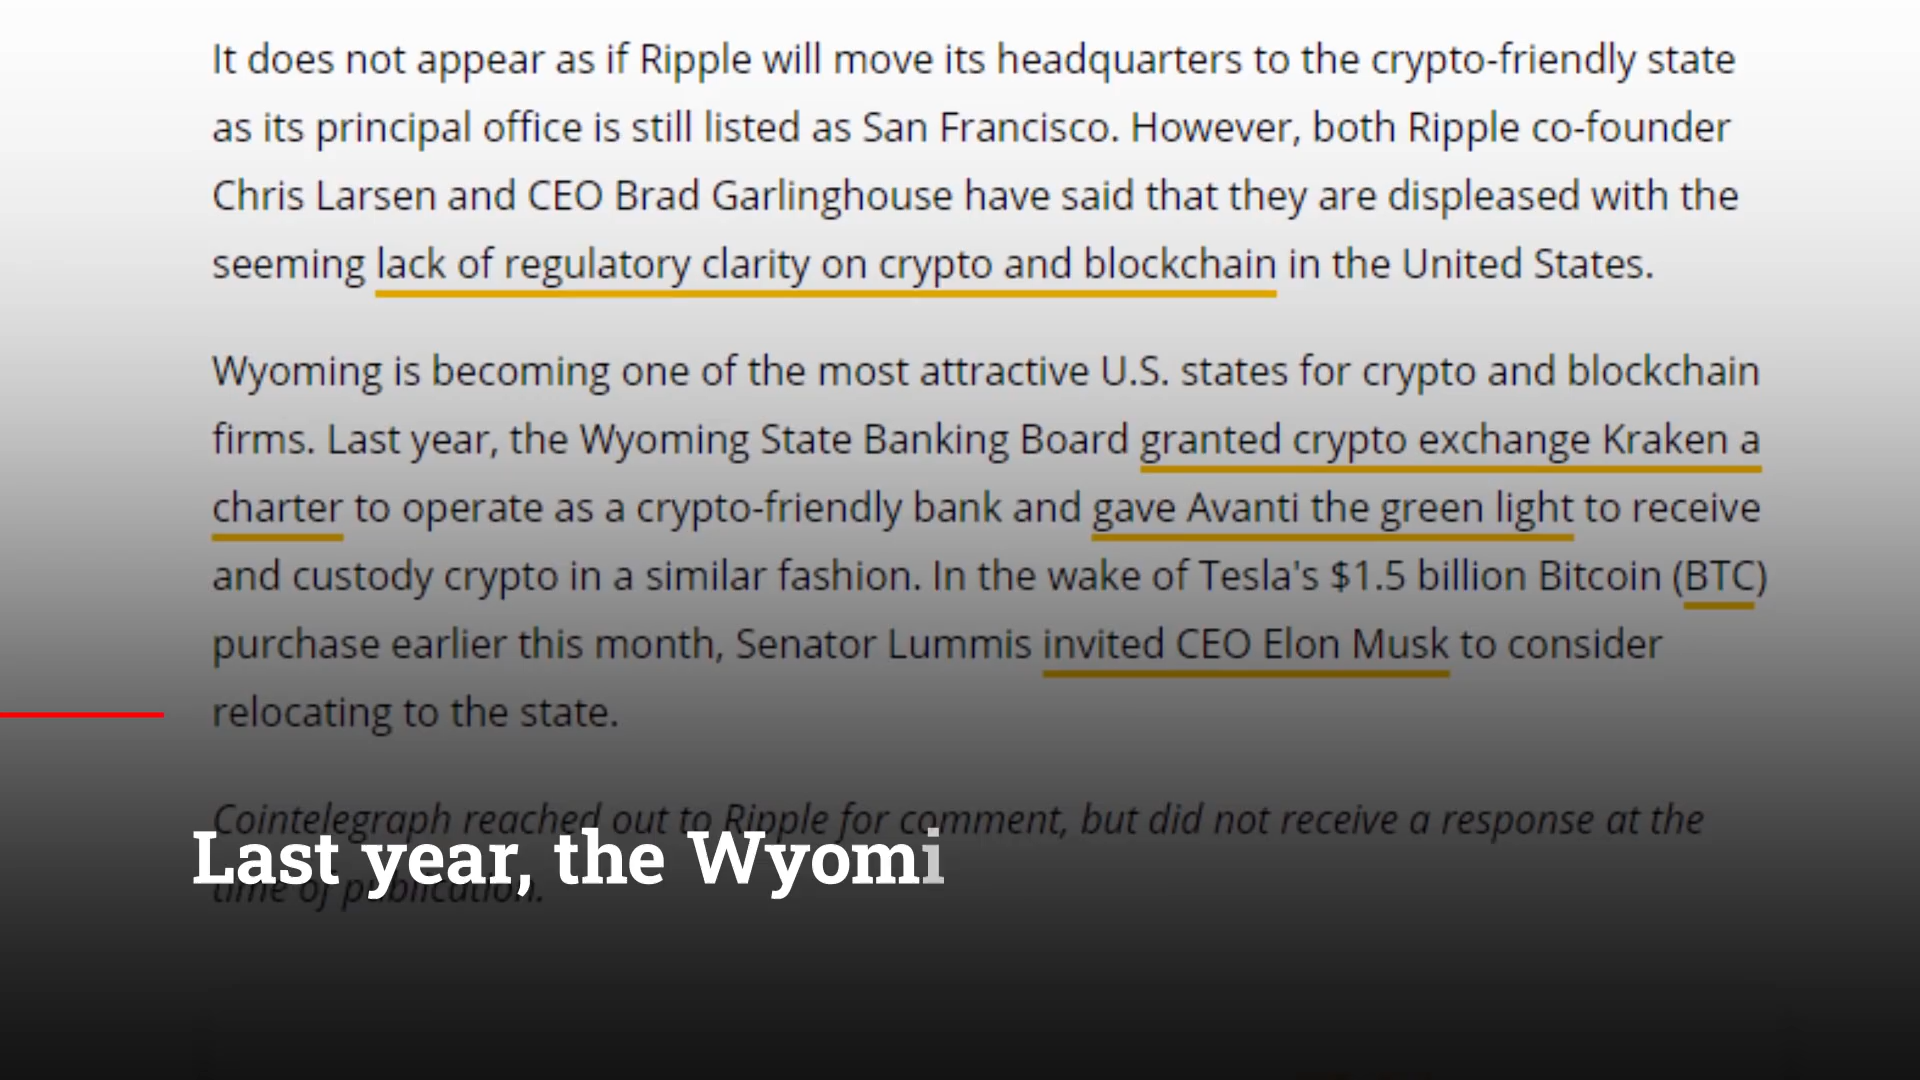 It does not appear as if Ripple will move its headquarters to the crypto-friendly state
as its principal office is still listed as San Francisco. However, both Ripple co-founder
Chris Larsen and CEO Brad Garlinghouse have said that they are displeased with the
seeming lack of regulatory clarity on crypto and blockchain in the United States.
Wyoming is becoming one of the most attractive U.S. states for crypto and blockchain
firms. Last year, the Wyoming State Banking Board granted crypto exchange Kraken a
charter to operate as a crypto-friendly bank and gave Avanti the green light to receive
and custody crypto in a similar fashion. In the wake of Tesla's $1.5 billion Bitcoin (BTC)
purchase earlier this month, Senator Lummis invited CEO Elon Musk to consider
relocating to the state.
Cointelegraph reached out to Ripple for comment, but did not receive a response at the
Last year, the Wyomi
time of publication.